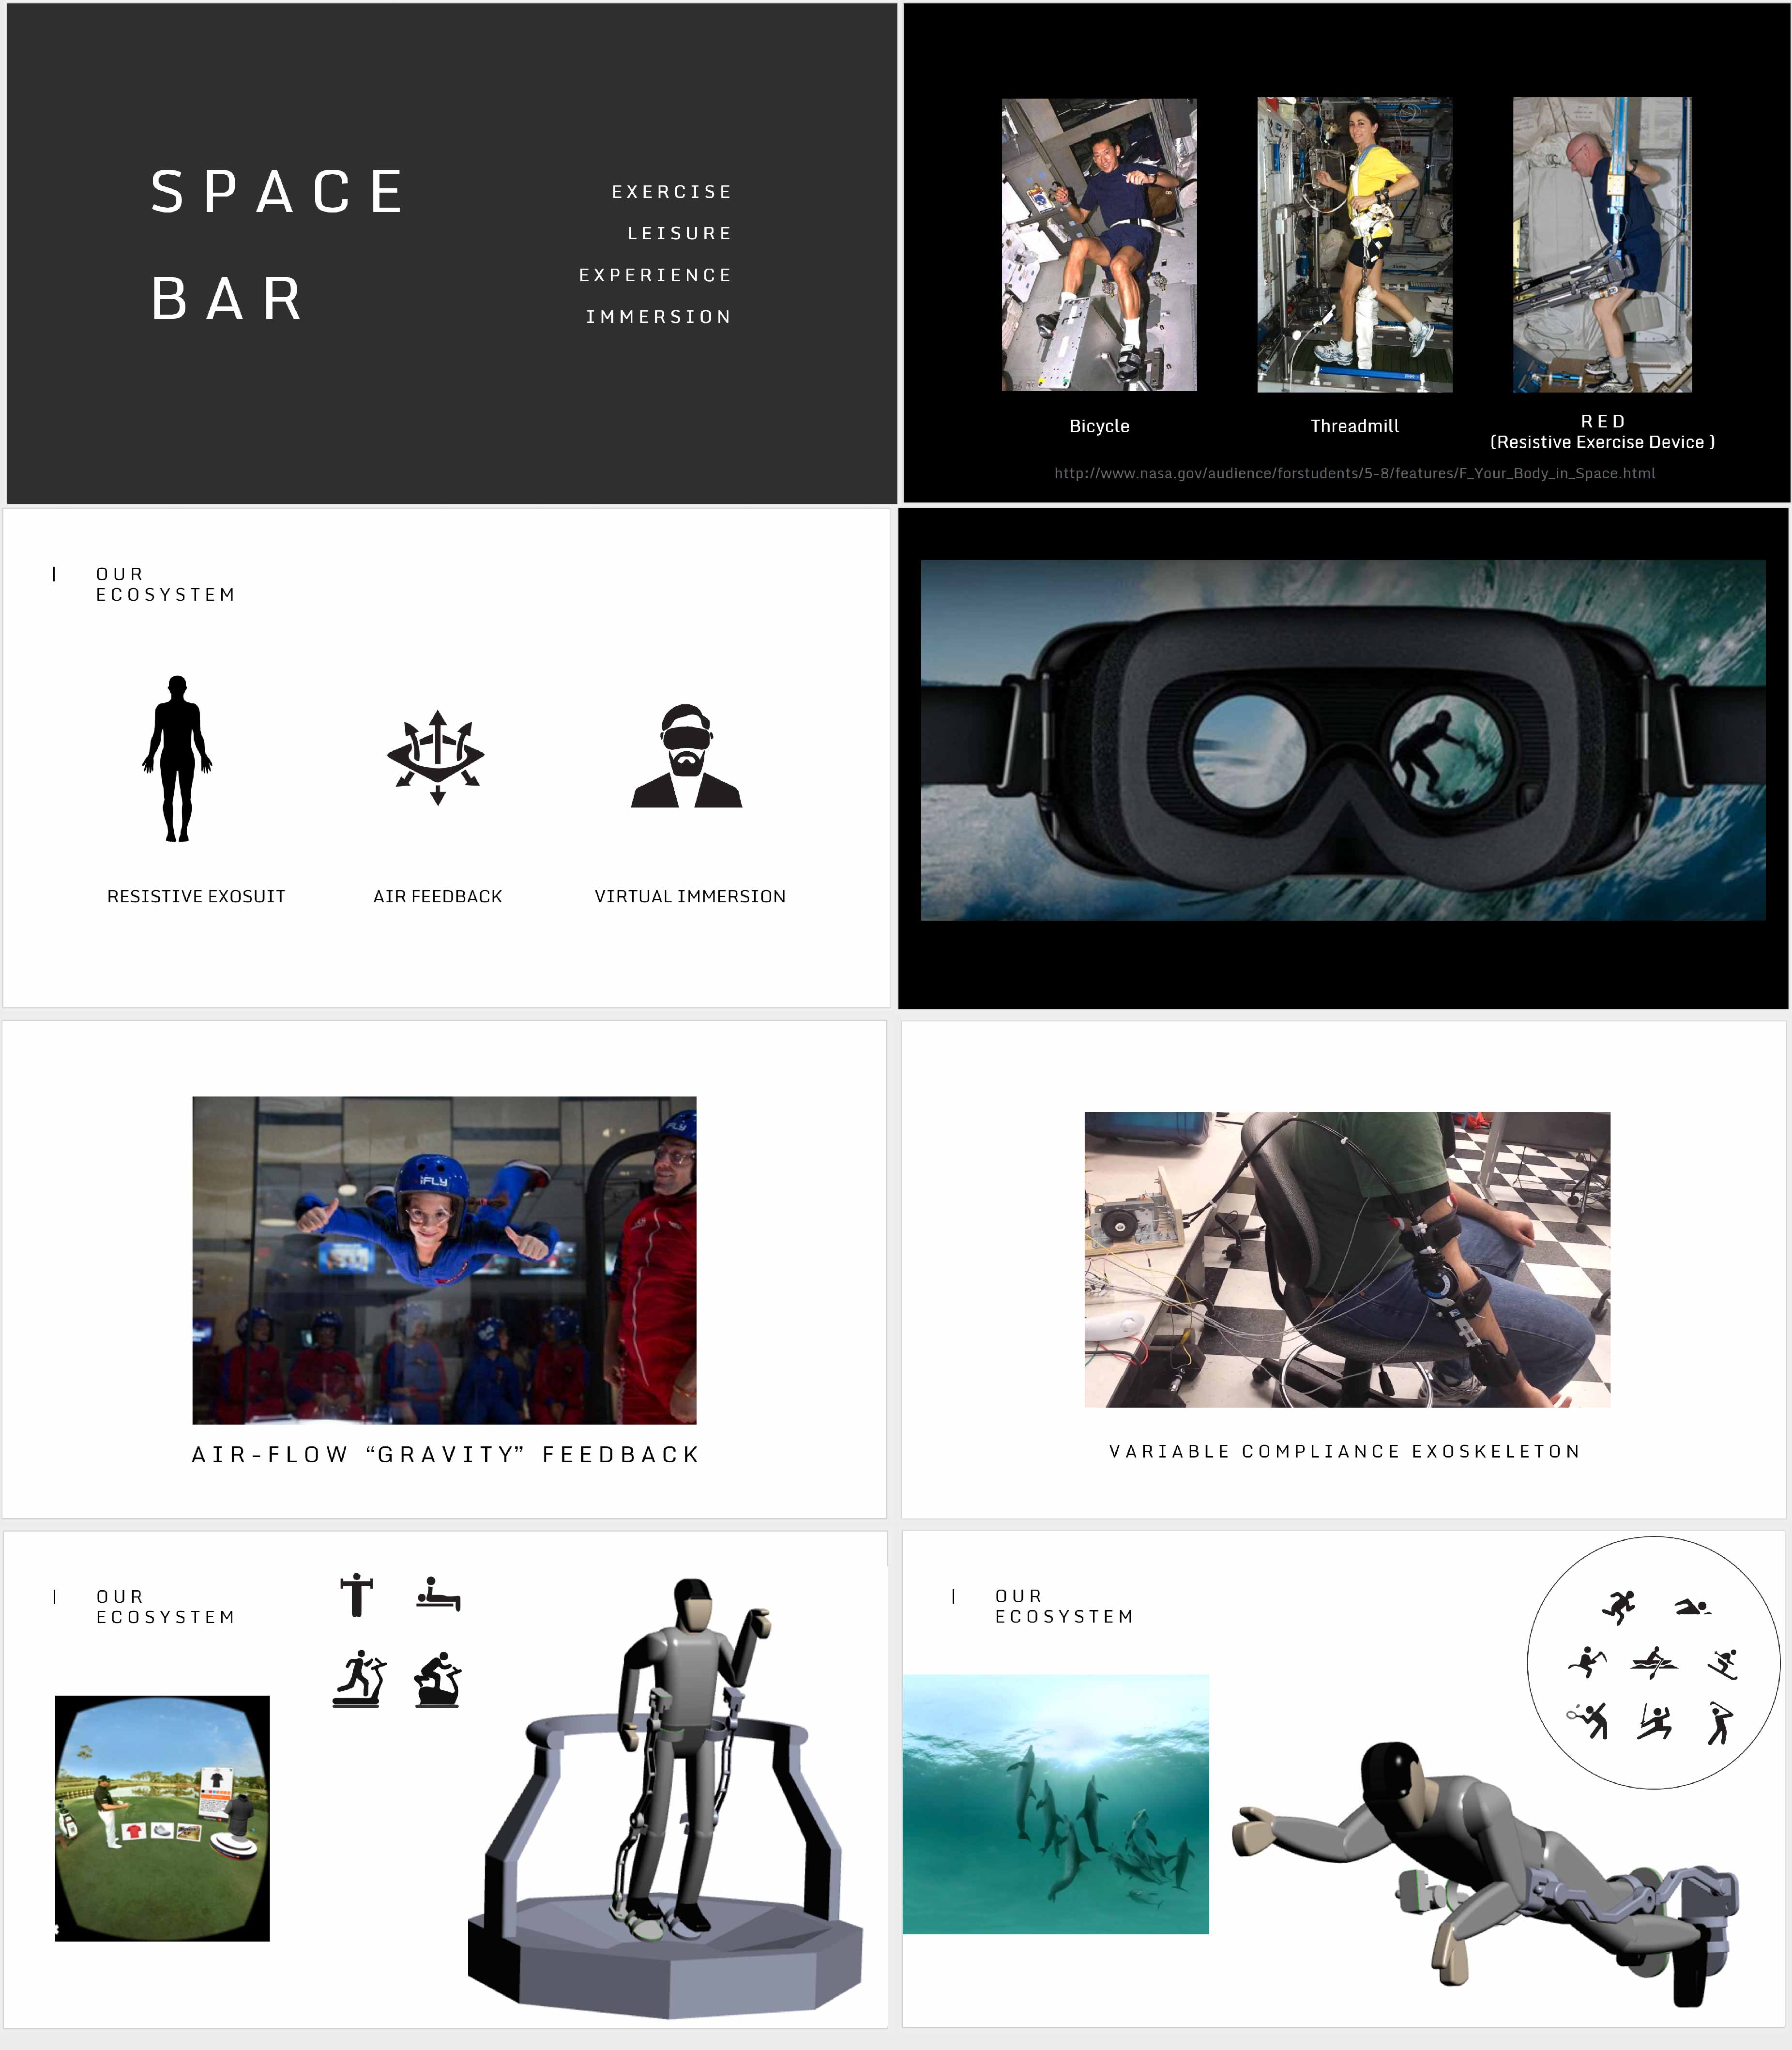 SPACE
BAR
EXERCISE
LEISURE
EXPERIENCE
IMMERSION
Bicycle
Threadmill
RED
(Resistive Exercise Device )
http://www.nasa.gov/audience/forstudents/5-8/features/F_Your_Body_in_Space.html
| OUR
ECOSYSTEM
RESISTIVE EXOSUIT
AIR FEEDBACK
VIRTUAL IMMERSION
iFLY
iFLY
AIR-FLOW “GRAVITY” FEEDBACK
VARIABLE COMPLIANCE EXOSKELETON
| OUR
ECOSYSTEM
| OUR
ECOSYSTEM